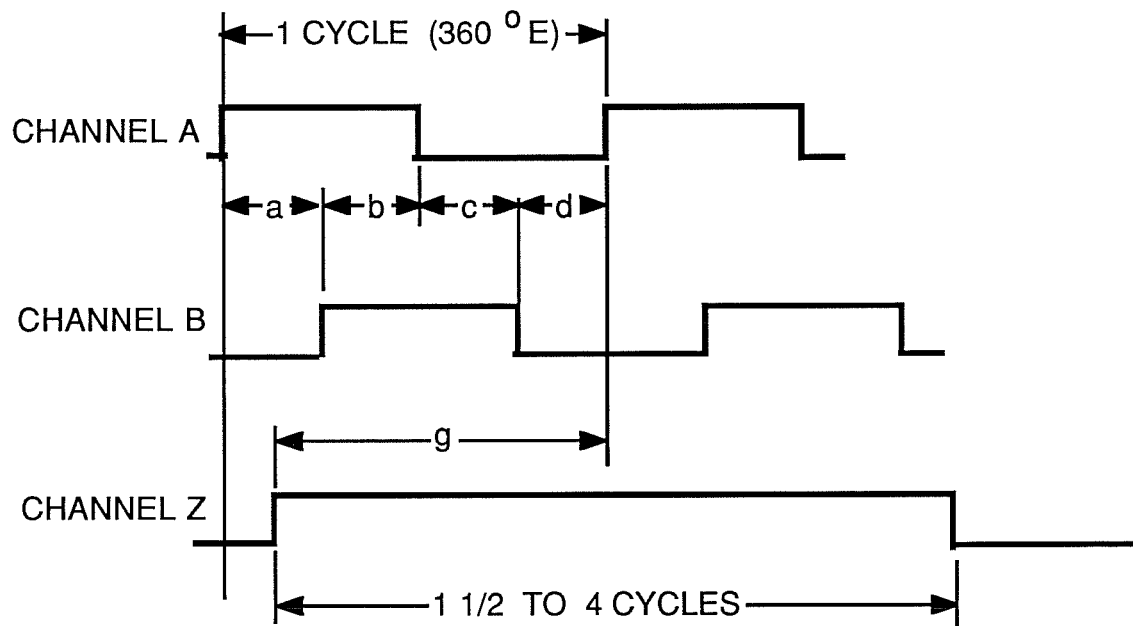 1 CYCLE (360 ° E)
CHANNEL A
a b c d
CHANNEL B
g
CHANNEL Z
1 1/2 TO 4 CYCLES